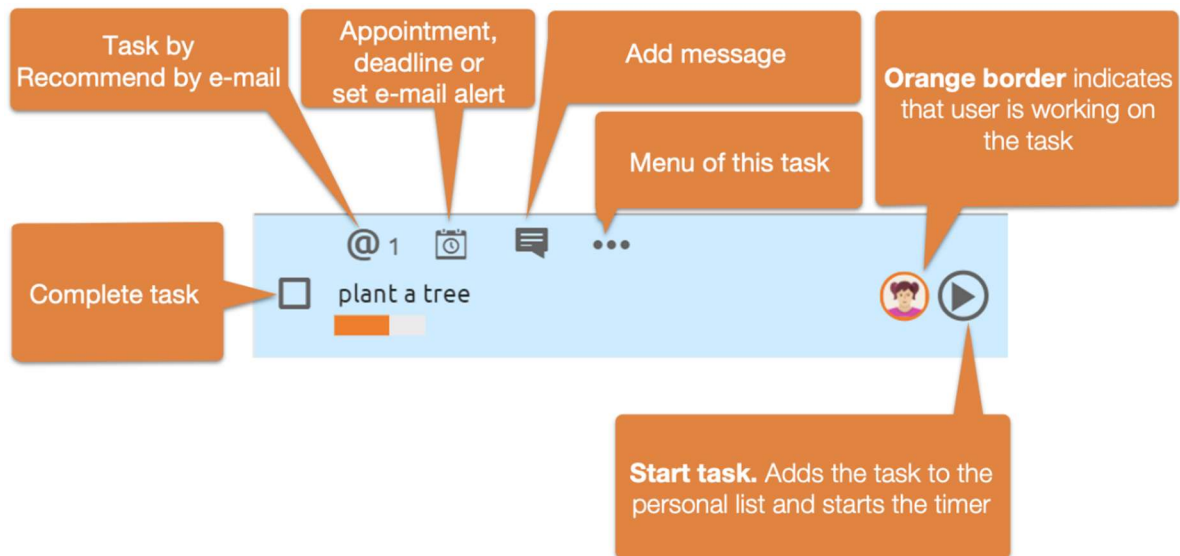 Task by
Recommend by e-mail
Appointment,
deadline or
set e-mail alert
Add message
Menu of this task
Orange border indicates
that user is working on
the task
@ 1
Complete task
plant a tree
Start task. Adds the task to the
personal list and starts the timer